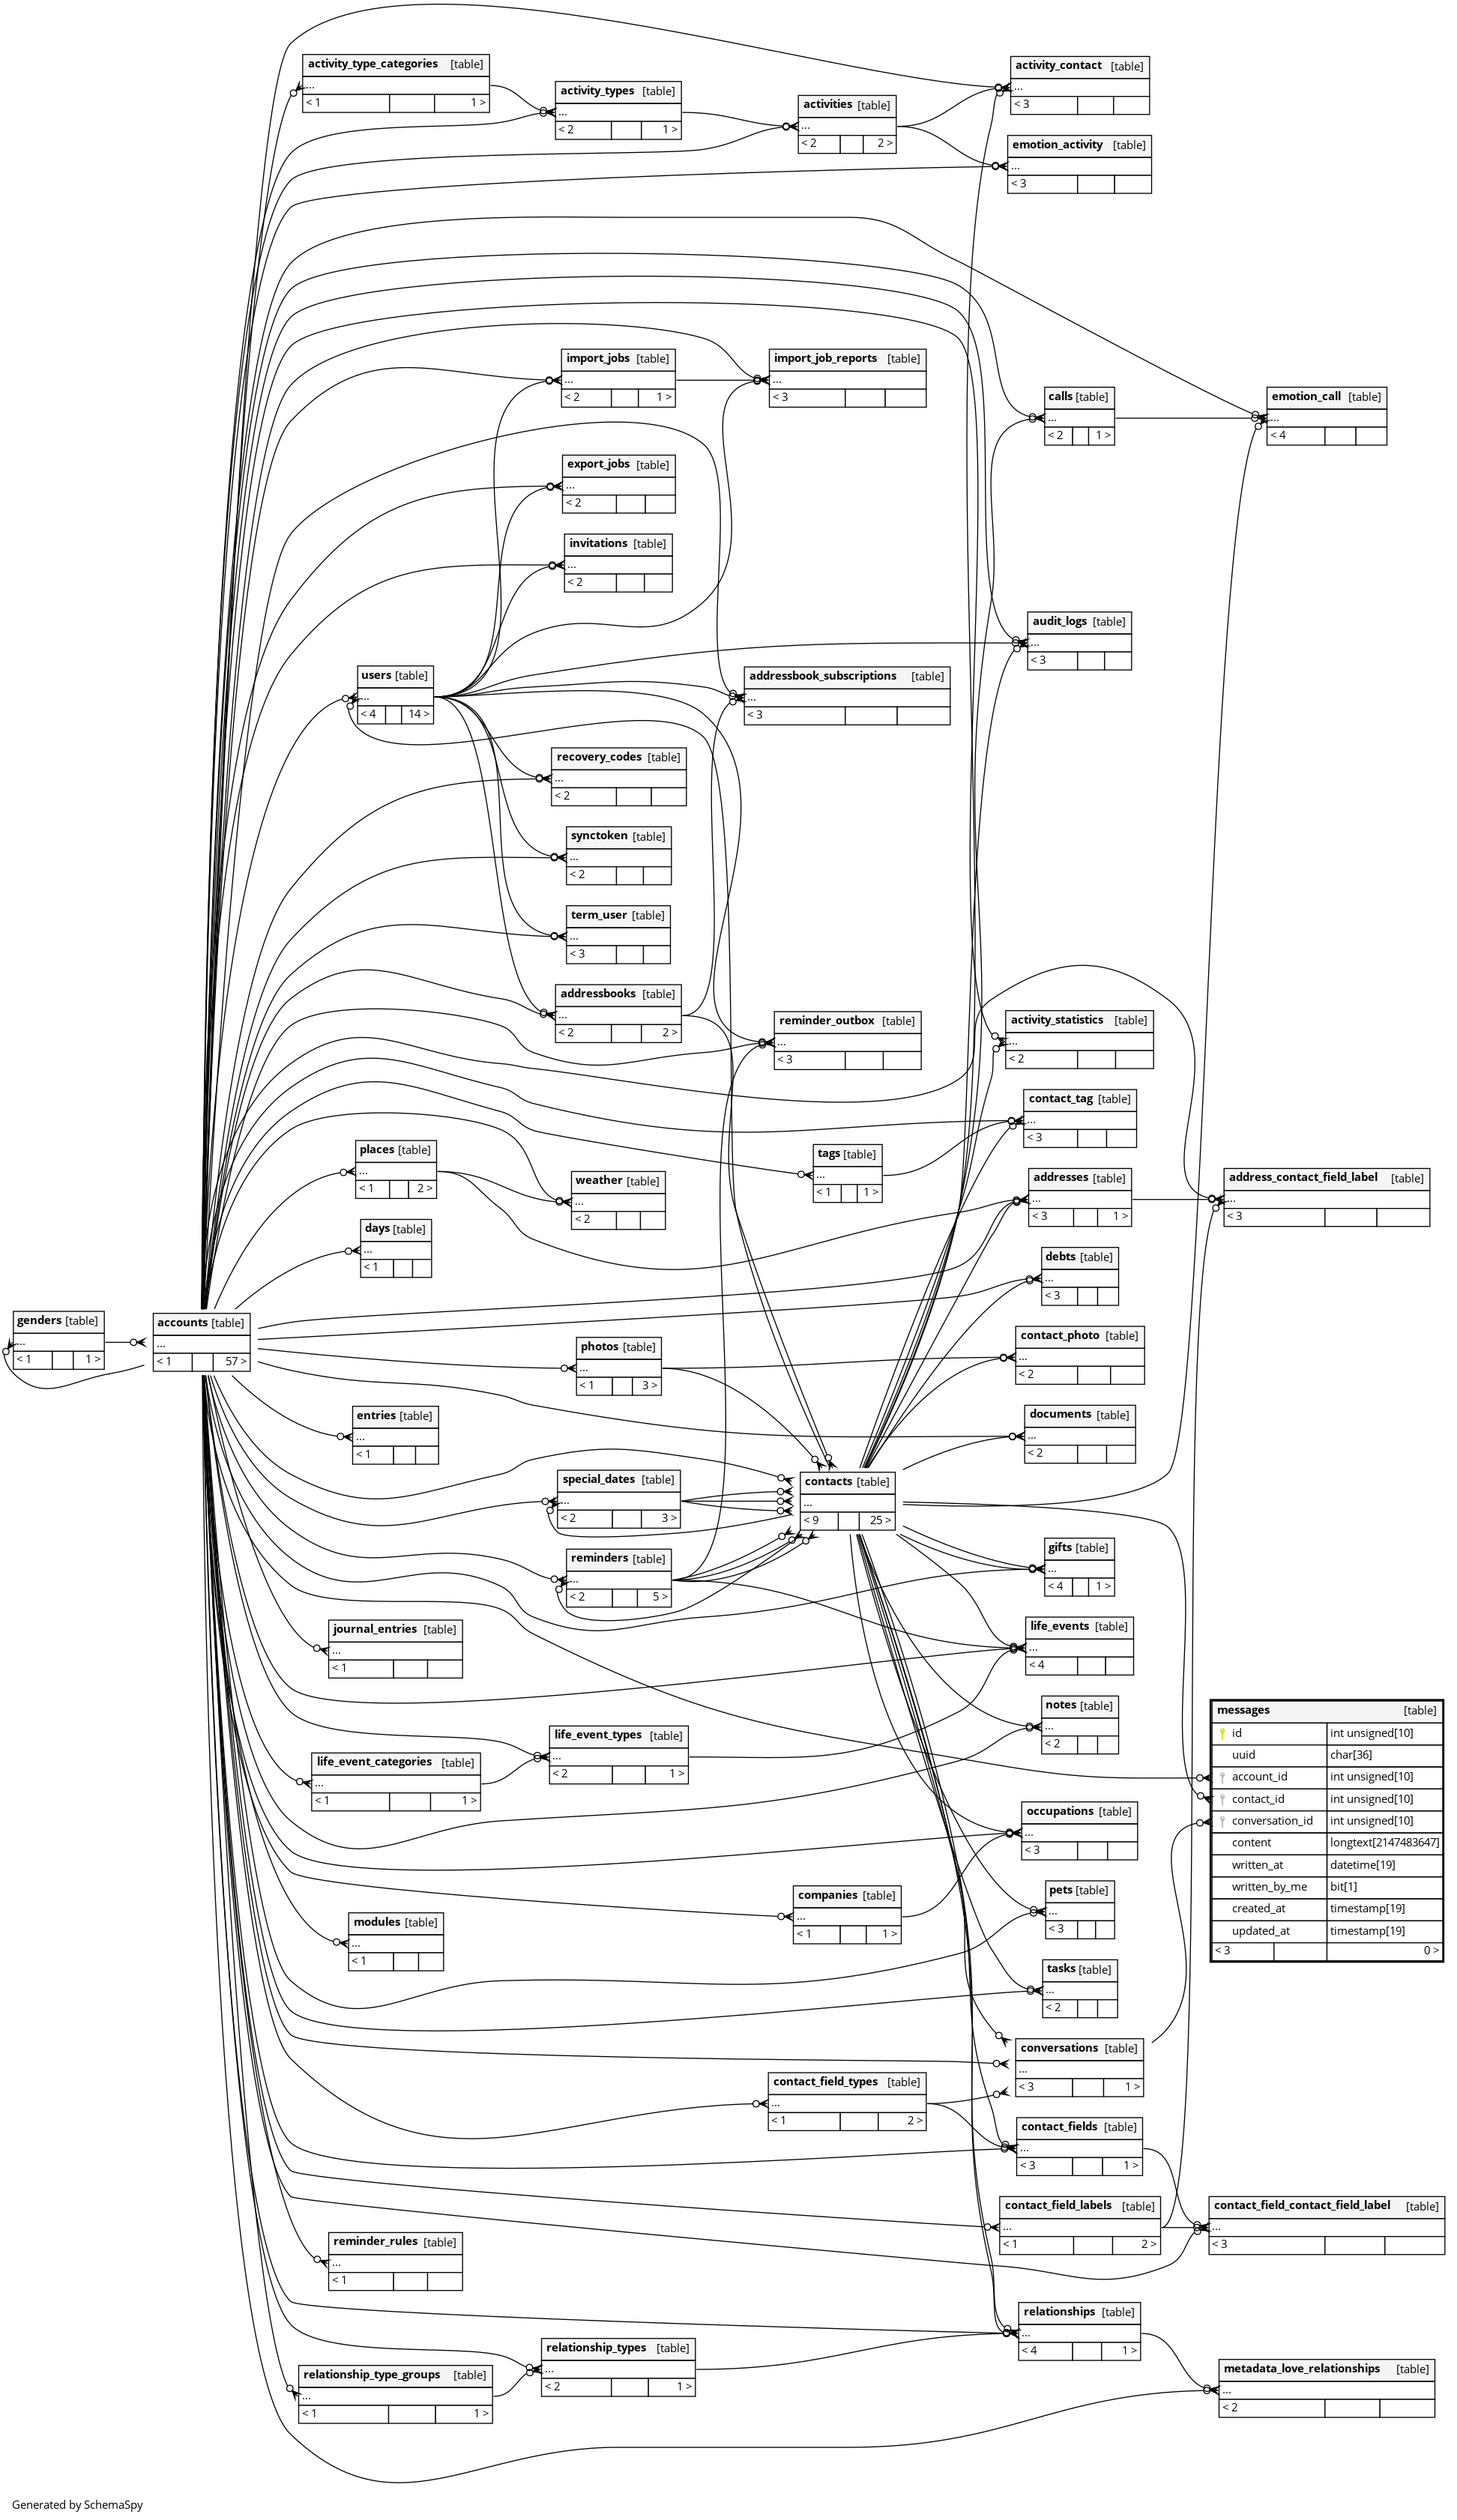 activity_type_categories [table]
...
< 1 1 >
activity_types [table]
...
< 2 1 >
activities [table]
...
< 2 2 >
activity_contact [table]
...
< 3
emotion_activity [table]
...
< 3
import_jobs [table]
...
< 2 1 >
import_job_reports [table]
...
< 3
calls [table]
...
< 2 1 >
emotion_call [table]
...
< 4
export_jobs [table]
...
< 2
invitations [table]
...
< 2
audit_logs [table]
...
< 3
users [table]
...
< 4 14 >
addressbook_subscriptions [table]
...
< 3
recovery_codes [table]
...
< 2
synctoken [table]
...
< 2
term_user [table]
...
< 3
addressbooks [table]
...
< 2 2 >
reminder_outbox [table]
...
< 3
activity_statistics [table]
...
< 2
contact_tag [table]
...
< 3
places [table]
...
< 1 2 >
tags [table]
...
< 1 1 >
weather [table]
...
< 2
addresses [table]
...
< 3 1 >
address_contact_field_label [table]
...
< 3
days [table]
...
< 1
debts [table]
...
< 3
genders [table]
...
< 1 1 >
accounts [table]
...
< 1 57 >
photos [table]
...
< 1 3 >
contact_photo [table]
...
< 2
entries [table]
...
< 1
documents [table]
...
< 2
special_dates [table]
...
< 2 3 >
contacts [table]
...
< 9 25 >
reminders [table]
...
< 2 5 >
gifts [table]
...
< 4 1 >
journal_entries [table]
...
< 1
life_events [table]
...
< 4
notes [table]
...
< 2
messages [table]
id int unsigned[10]
uuid char[36]
account_id int unsigned[10]
contact_id int unsigned[10]
conversation_id int unsigned[10]
content longtext[2147483647]
written_at datetime[19]
written_by_me bit[1]
created_at timestamp[19]
updated_at timestamp[19]
< 3 0 >
life_event_types [table]
...
< 2 1 >
life_event_categories [table]
...
< 1 1 >
occupations [table]
...
< 3
companies [table]
...
< 1 1 >
pets [table]
...
< 3
modules [table]
...
< 1
tasks [table]
...
< 2
conversations [table]
...
< 3 1 >
contact_field_types [table]
...
< 1 2 >
contact_fields [table]
...
< 3 1 >
contact_field_labels [table]
...
< 1 2 >
contact_field_contact_field_label [table]
...
< 3
reminder_rules [table]
...
< 1
relationships [table]
...
< 4 1 >
relationship_types [table]
...
< 2 1 >
relationship_type_groups [table]
...
< 1 1 >
metadata_love_relationships [table]
...
< 2
Generated by SchemaSpy